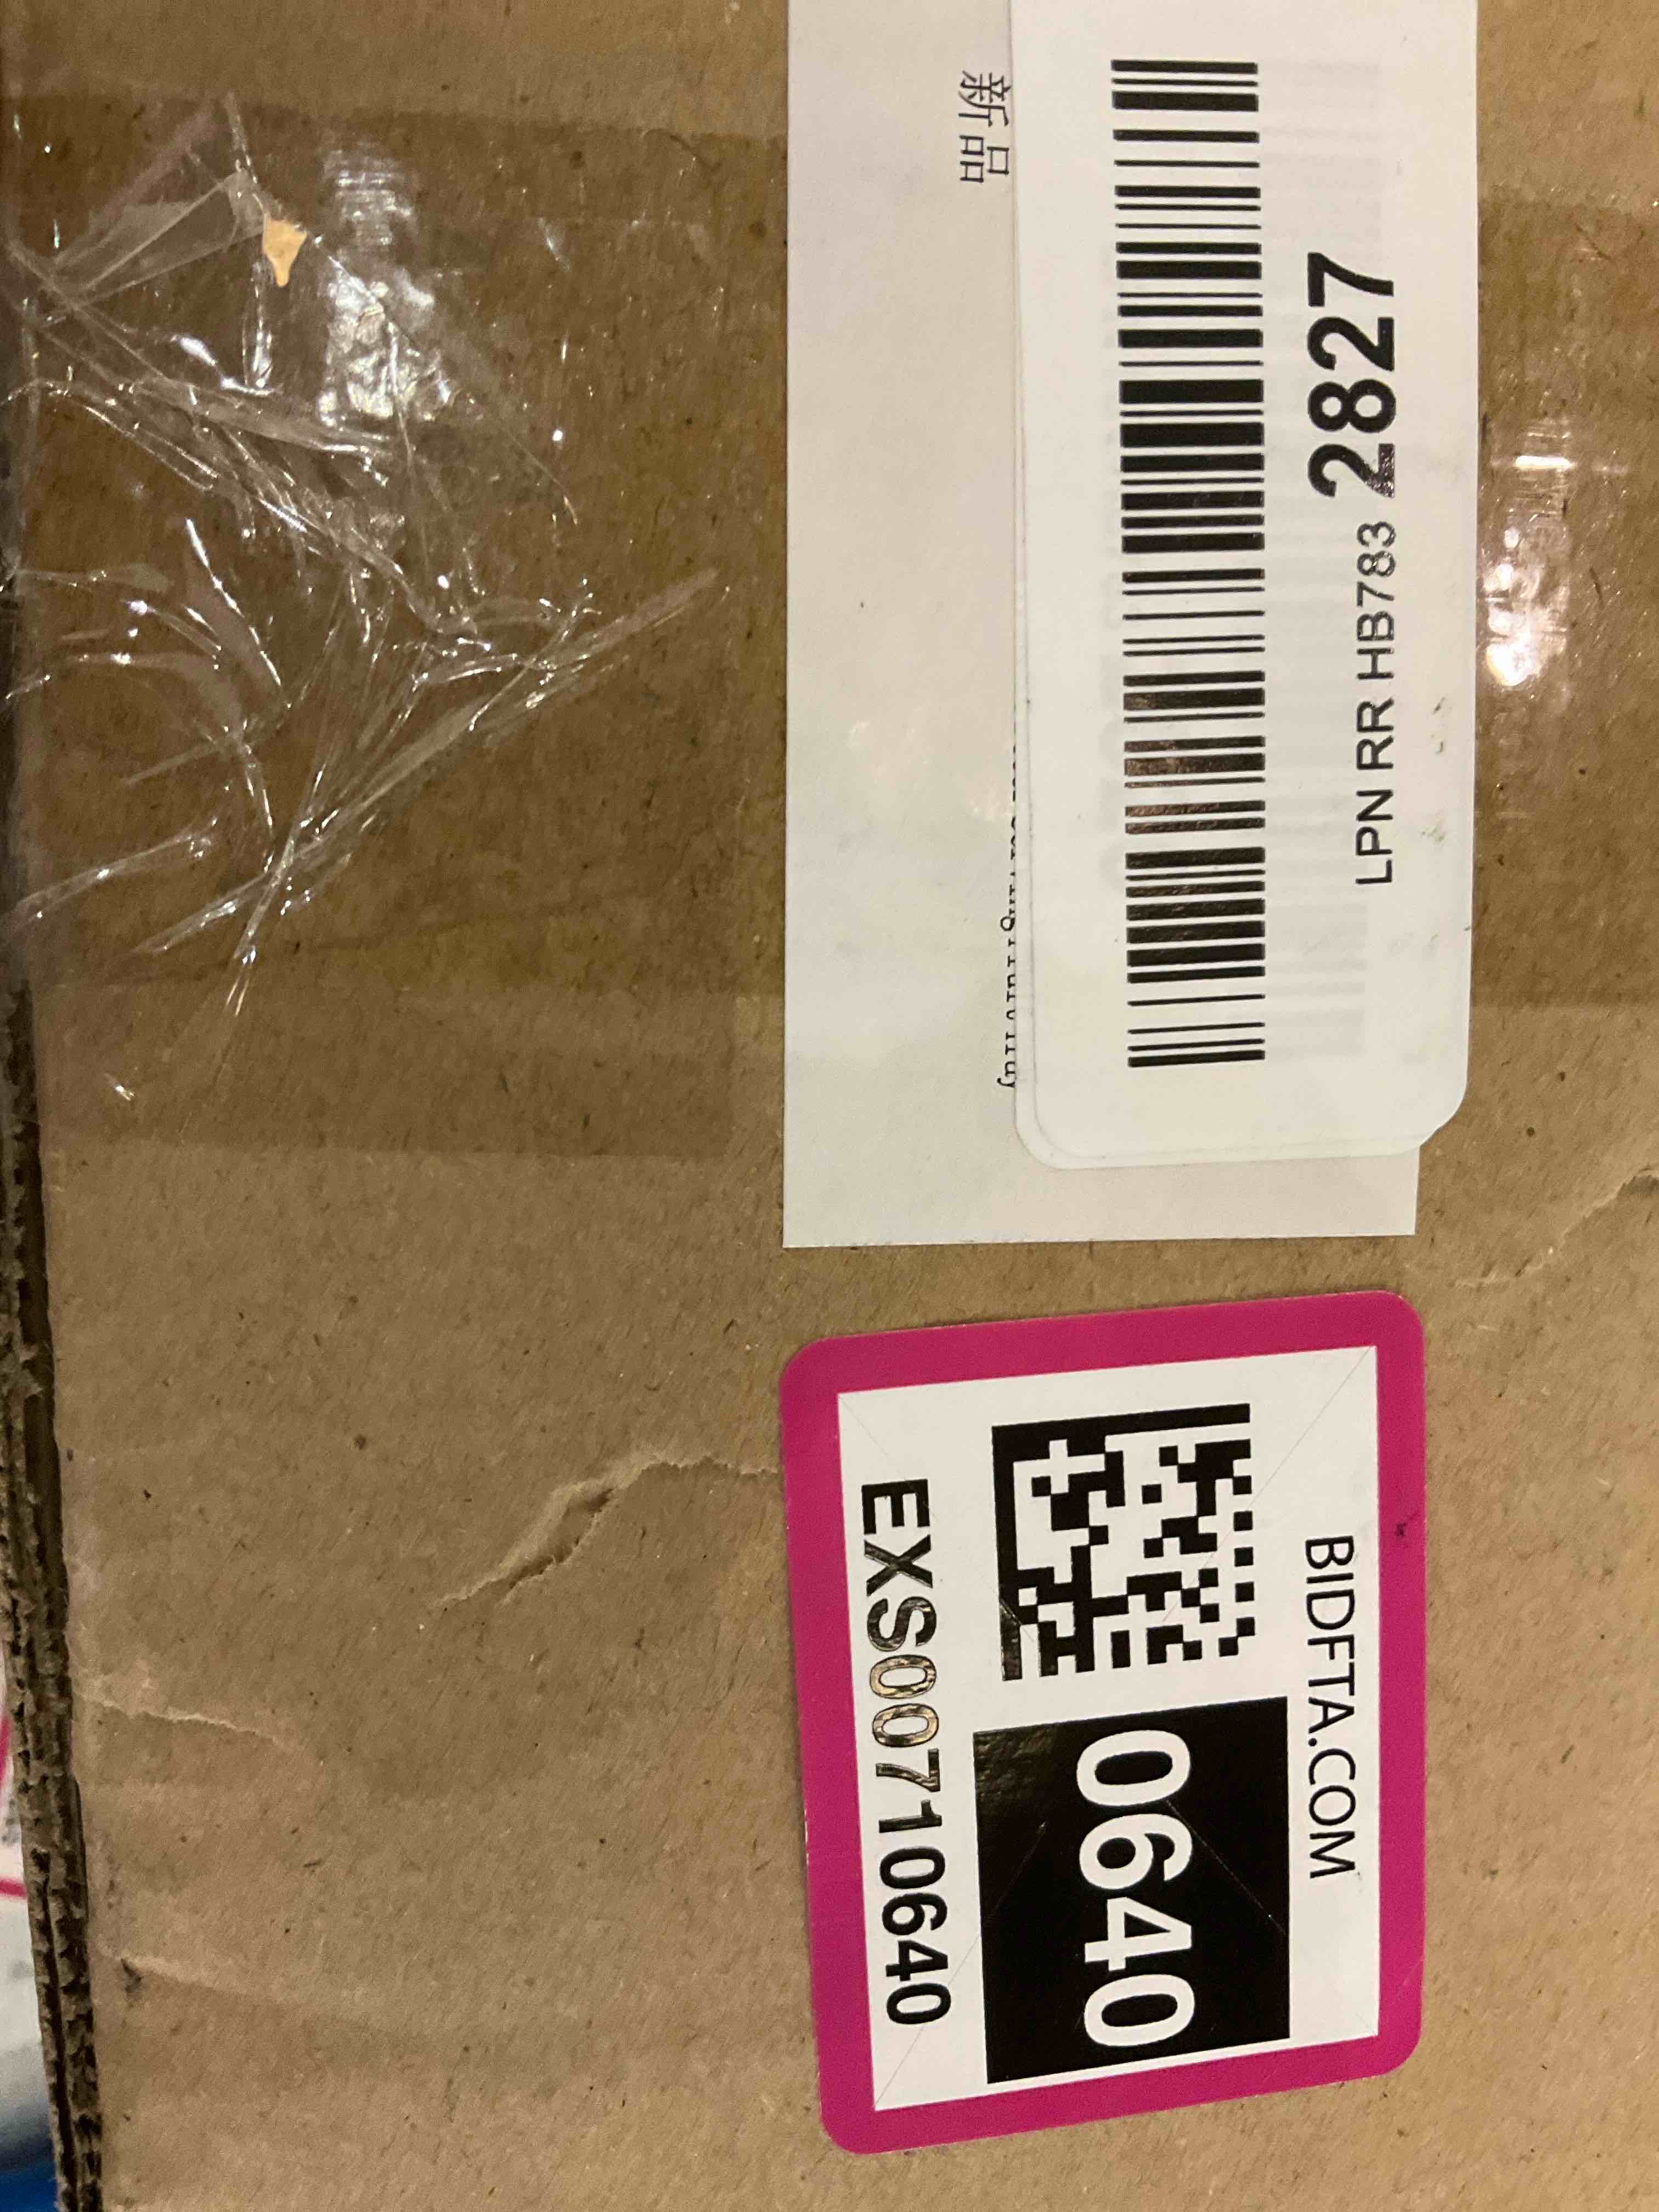 新品
LPN RR HB783 2827
BIDFTA.COM
0640
EXS00710640